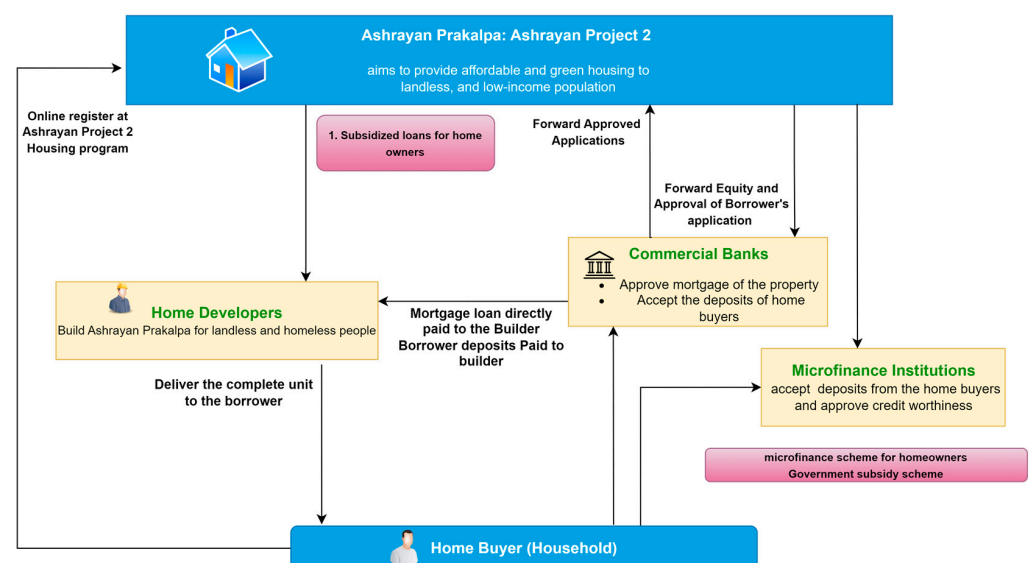 Ashrayan Prakalpa: Ashrayan Project 2
aims to provide affordable and green housing to
landless, and low-income population
Online register at
Ashrayan Project 2
Housing program
1. Subsidized loans for home
owners
Forward Approved
Applications
Forward Equity and
Approval of Borrower's
application
Commercial Banks
• Approve mortgage of the property
• Accept the deposits of home
buyers
Home Developers
Build Ashrayan Prakalpa for landless and homeless people
Mortgage loan directly
paid to the Builder
Borrower deposits Paid to
builder
Microfinance Institutions
accept deposits from the home buyers
and approve credit worthiness
Deliver the complete unit
to the borrower
microfinance scheme for homeowners
Government subsidy scheme
Home Buyer (Household)